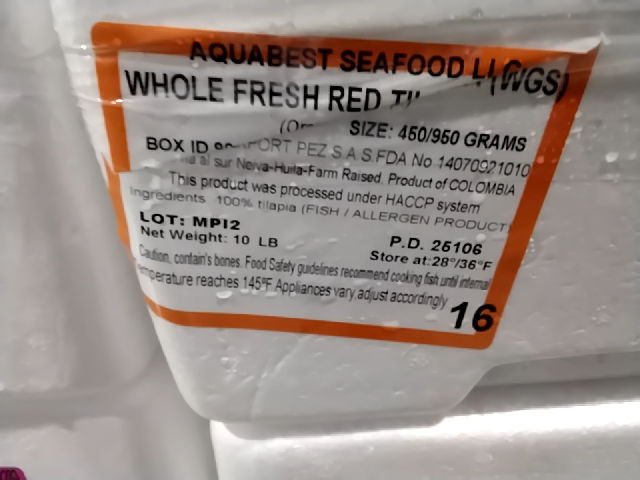 AQUABEST SEAFOOD
WHOLE FRESH RED (WGS)
SIZE: 450/950 GRAMS
BOX ID PORT PEZ S.A.S.FDA No 14070921010
al sur Neiva-Huila-Farm Raised. Product of COLOMBIA
This product was processed under HACCP system
Ingredients 100% tilapia (FISH / ALLERGEN PRODUCT)
LOT: MPI2 P.D. 25106
Net Weight: 10 LB Store at:28°/36°F
Caution, contain's bones. Food Safety guidelines recommend cooking fish until internal
temperature reaches 145°F Appliances vary,adjust accordingly
16